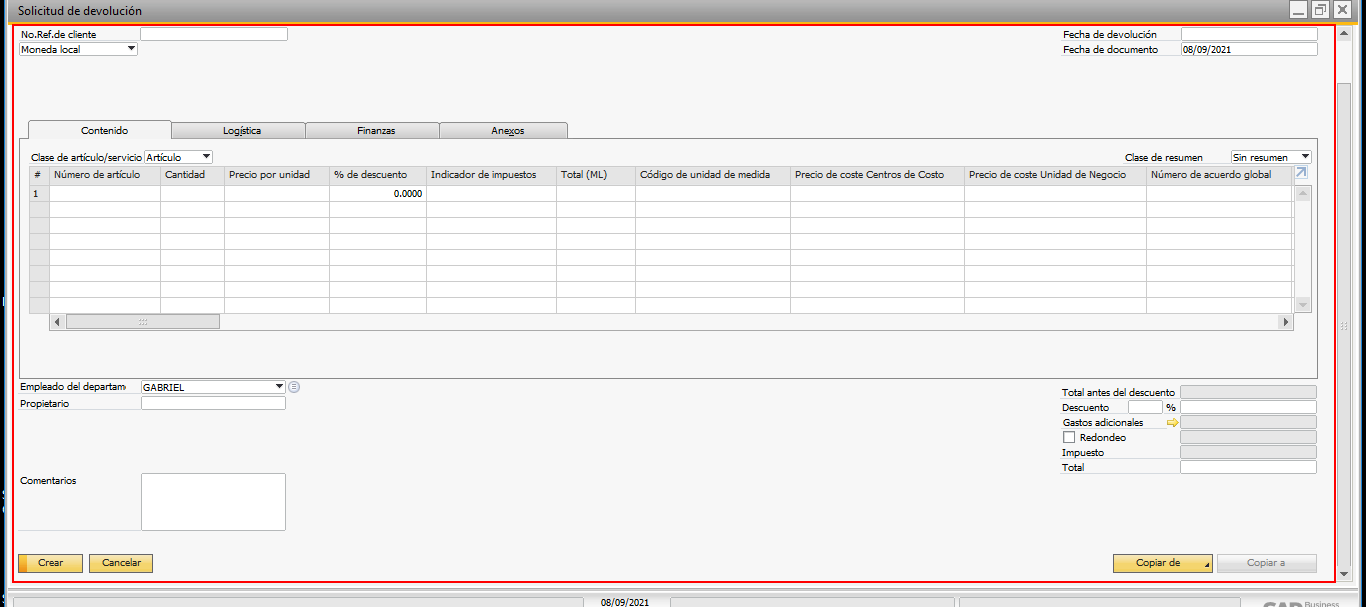 Solicitud de devolución
No.Ref.de cliente
Fecha de devolución
Moneda local
Fecha de documento 08/09/2021
Contenido Logística Finanzas Anexos
Clase de artículo/servicio Artículo Clase de resumen Sin resumen
# Número de artículo Cantidad Precio por unidad % de descuento Indicador de impuestos Total (ML) Código de unidad de medida Precio de coste Centros de Costo Precio de coste Unidad de Negocio Número de acuerdo global
1 0.0000
Empleado del departam GABRIEL
Total antes del descuento
Propietario
Descuento %
Gastos adicionales
Redondeo
Impuesto
Total
Comentarios
Crear Cancelar Copiar de Copiar a
08/09/2021
Business